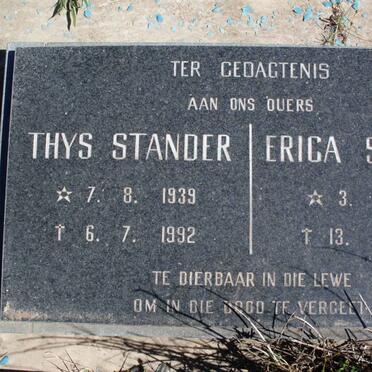 TER GEDAGTENIS
AAN ONS OUERS
THYS STANDER ERICA S
☆ 7. 8. 1939 ☆ 3.
† 6. 7. 1992 † 13.
TE DIERBAAR IN DIE LEWE
OM IN DIE DOOD TE VERGEET